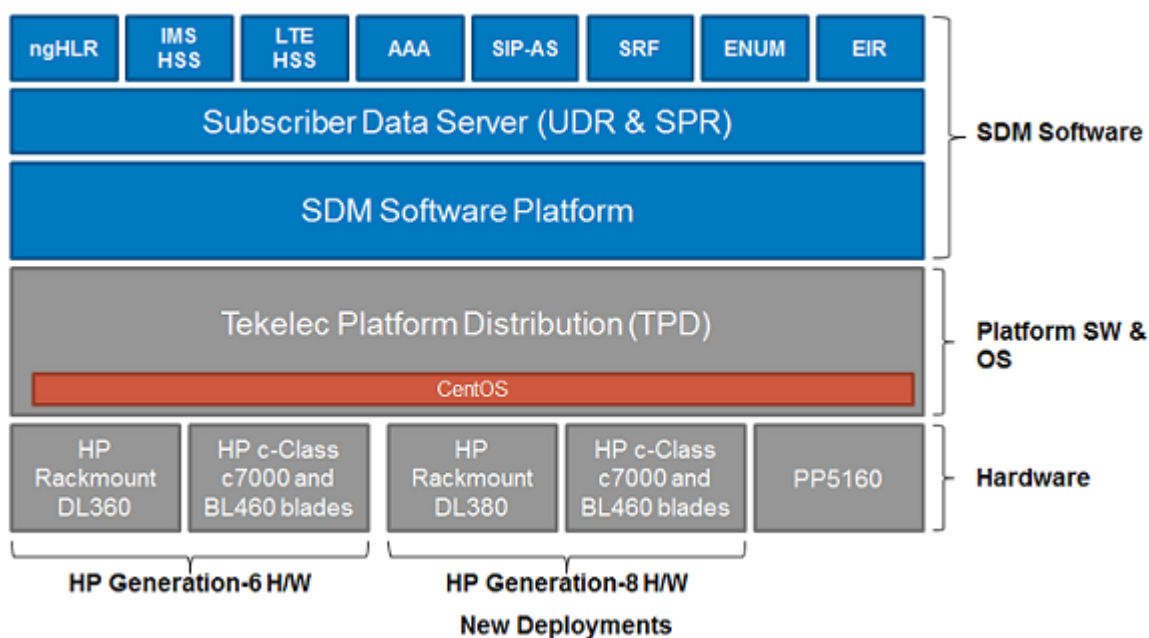 ngHLR
IMS
HSS
LTE
HSS
AAA
SIP-AS
SRF
ENUM
EIR
Subscriber Data Server (UDR & SPR)
SDM Software
SDM Software Platform
Tekelec Platform Distribution (TPD)
Platform SW &
OS
CentOS
HP
Rackmount
DL360
HP c-Class
c7000 and
BL460 blades
HP
Rackmount
DL380
HP c-Class
c7000 and
BL460 blades
PP5160
Hardware
HP Generation-6 H/W
HP Generation-8 H/W
New Deployments